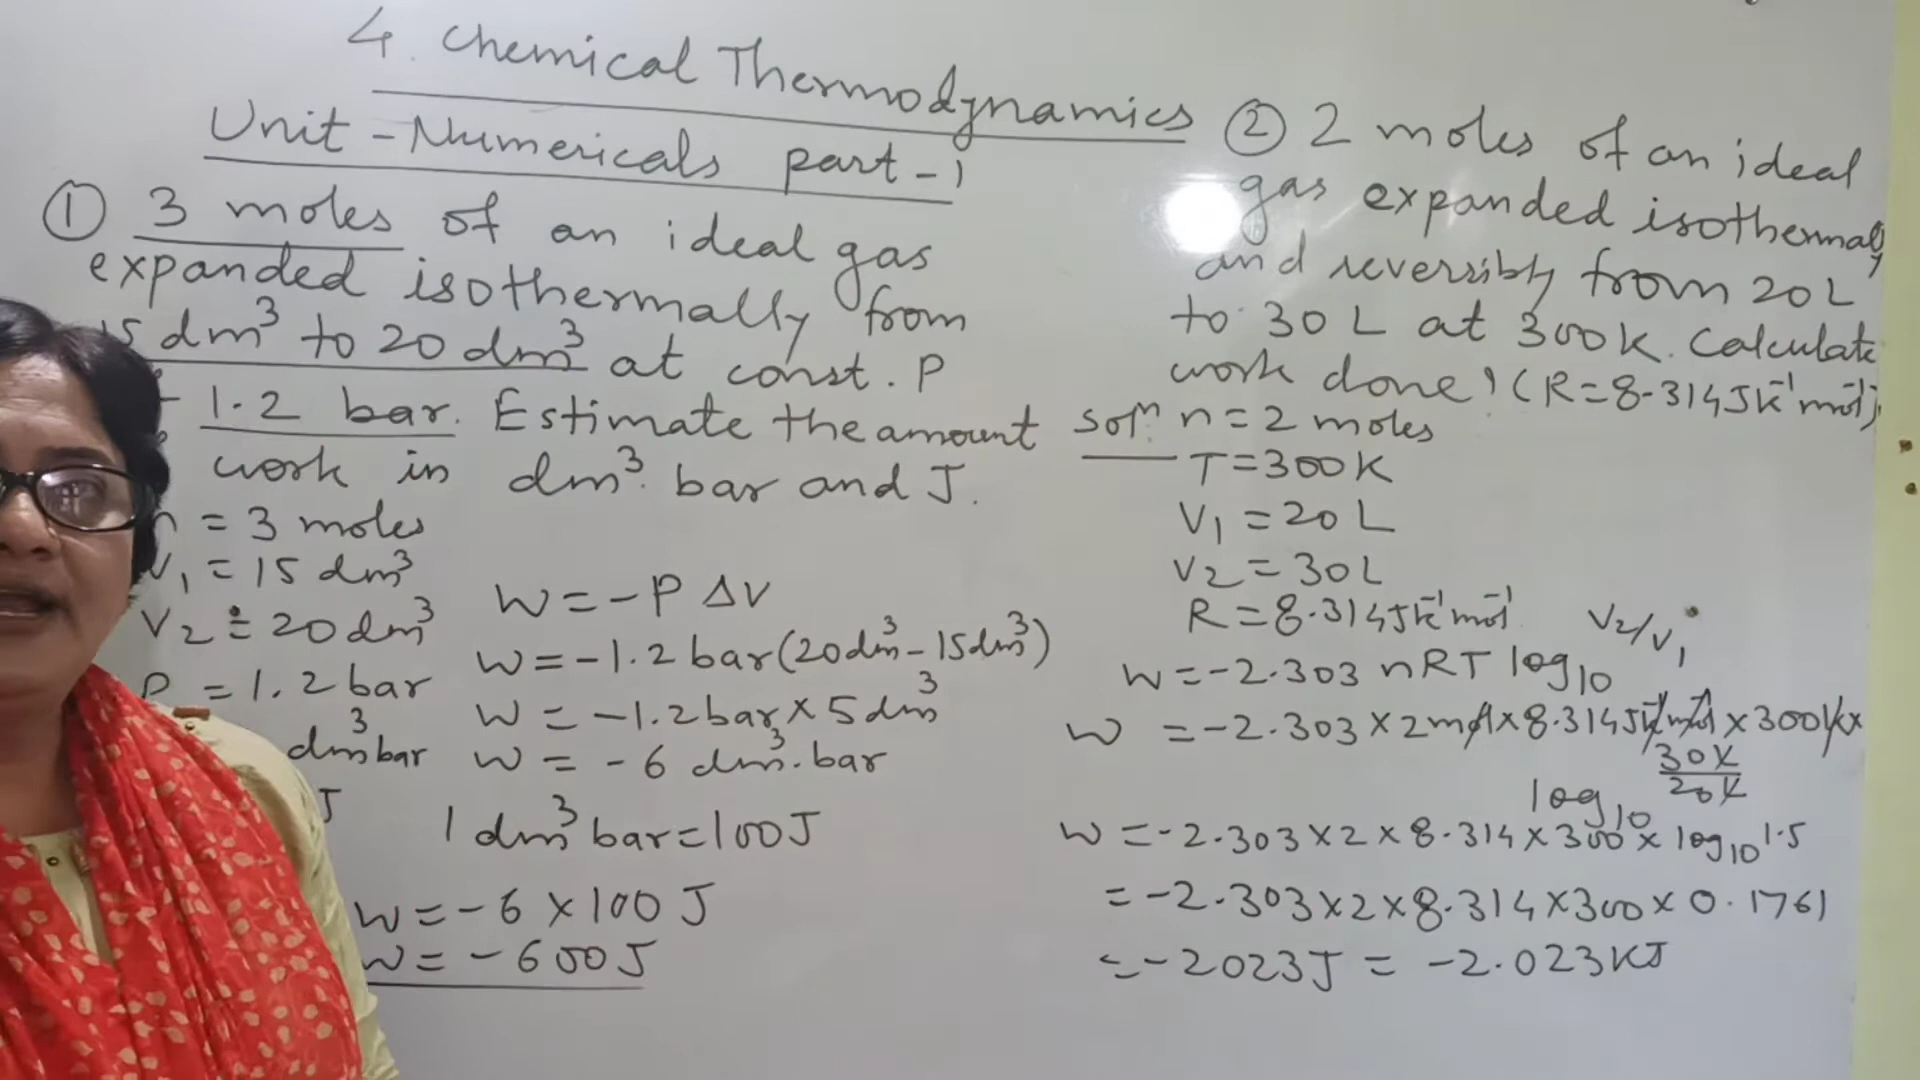 4. Chemical Thermodynamics
Unit - Numericals part - 1
① 3 moles of an ideal gas
expanded isothermally from
15 dm³ to 20 dm³ at const. P
1.2 bar. Estimate the amount
work in dm³. bar and J.
n = 3 moles
V₁ = 15 dm³
V₂ = 20 dm³
P = 1.2 bar
dm³ bar
J
W = - P ΔV
W = -1.2 bar (20 dm³ - 15 dm³)
W = -1.2 bar × 5 dm³
W = -6 dm³. bar
1 dm³ bar = 100 J
W = -6 × 100 J
W = -600 J
② 2 moles of an ideal
gas expanded isothermally
and reversibly from 20 L
to 30 L at 300 K. Calculate
work done? (R = 8.314 J K⁻¹ mol⁻¹)
solⁿ n = 2 moles
T = 300 K
V₁ = 20 L
V₂ = 30 L
R = 8.314 J K⁻¹ mol⁻¹
W = -2.303 nRT log₁₀ V₂/V₁
W = -2.303 × 2 mol × 8.314 J K⁻¹ mol⁻¹ × 300 K ×
log₁₀ 30 L / 20 L
W = -2.303 × 2 × 8.314 × 300 × log₁₀ 1.5
= -2.303 × 2 × 8.314 × 300 × 0.1761
= -2023 J = -2.023 KJ